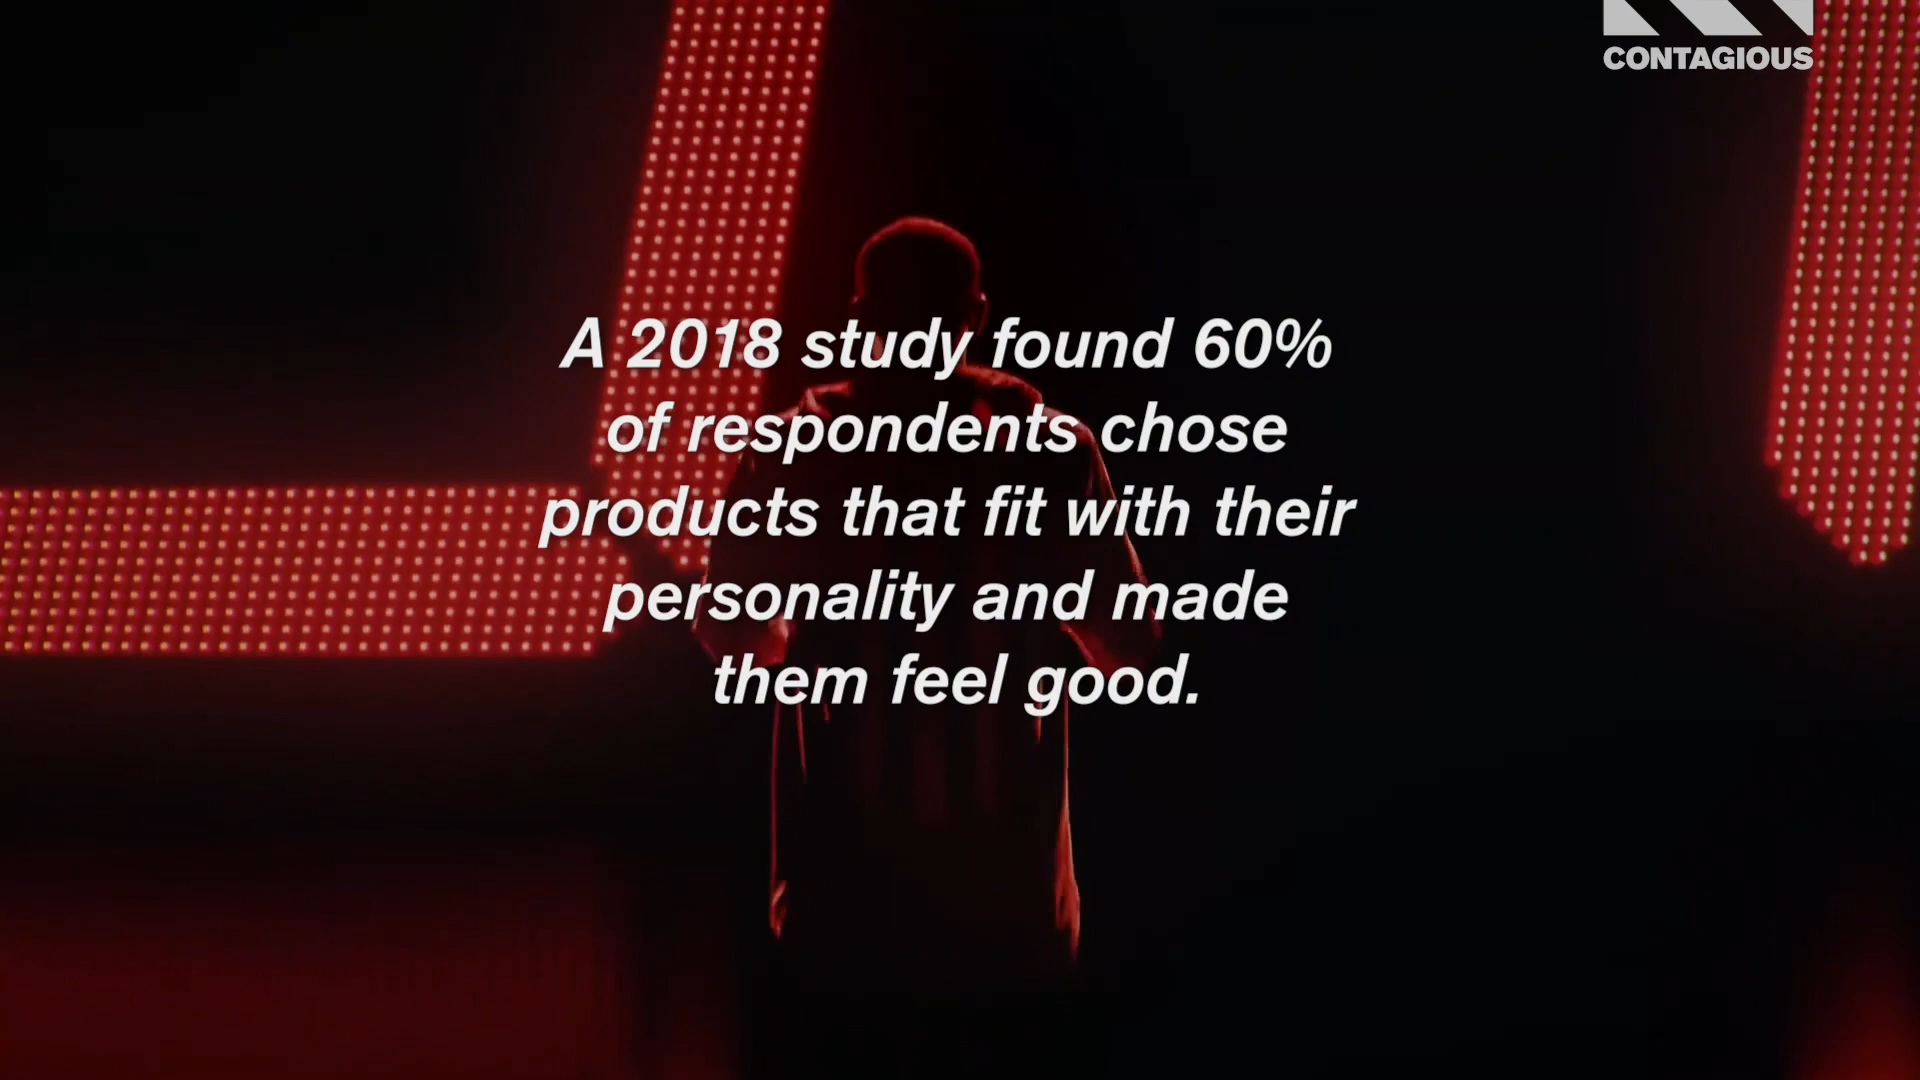 CONTAGIOUS
A 2018 study found 60%
of respondents chose
products that fit with their
personality and made
them feel good.